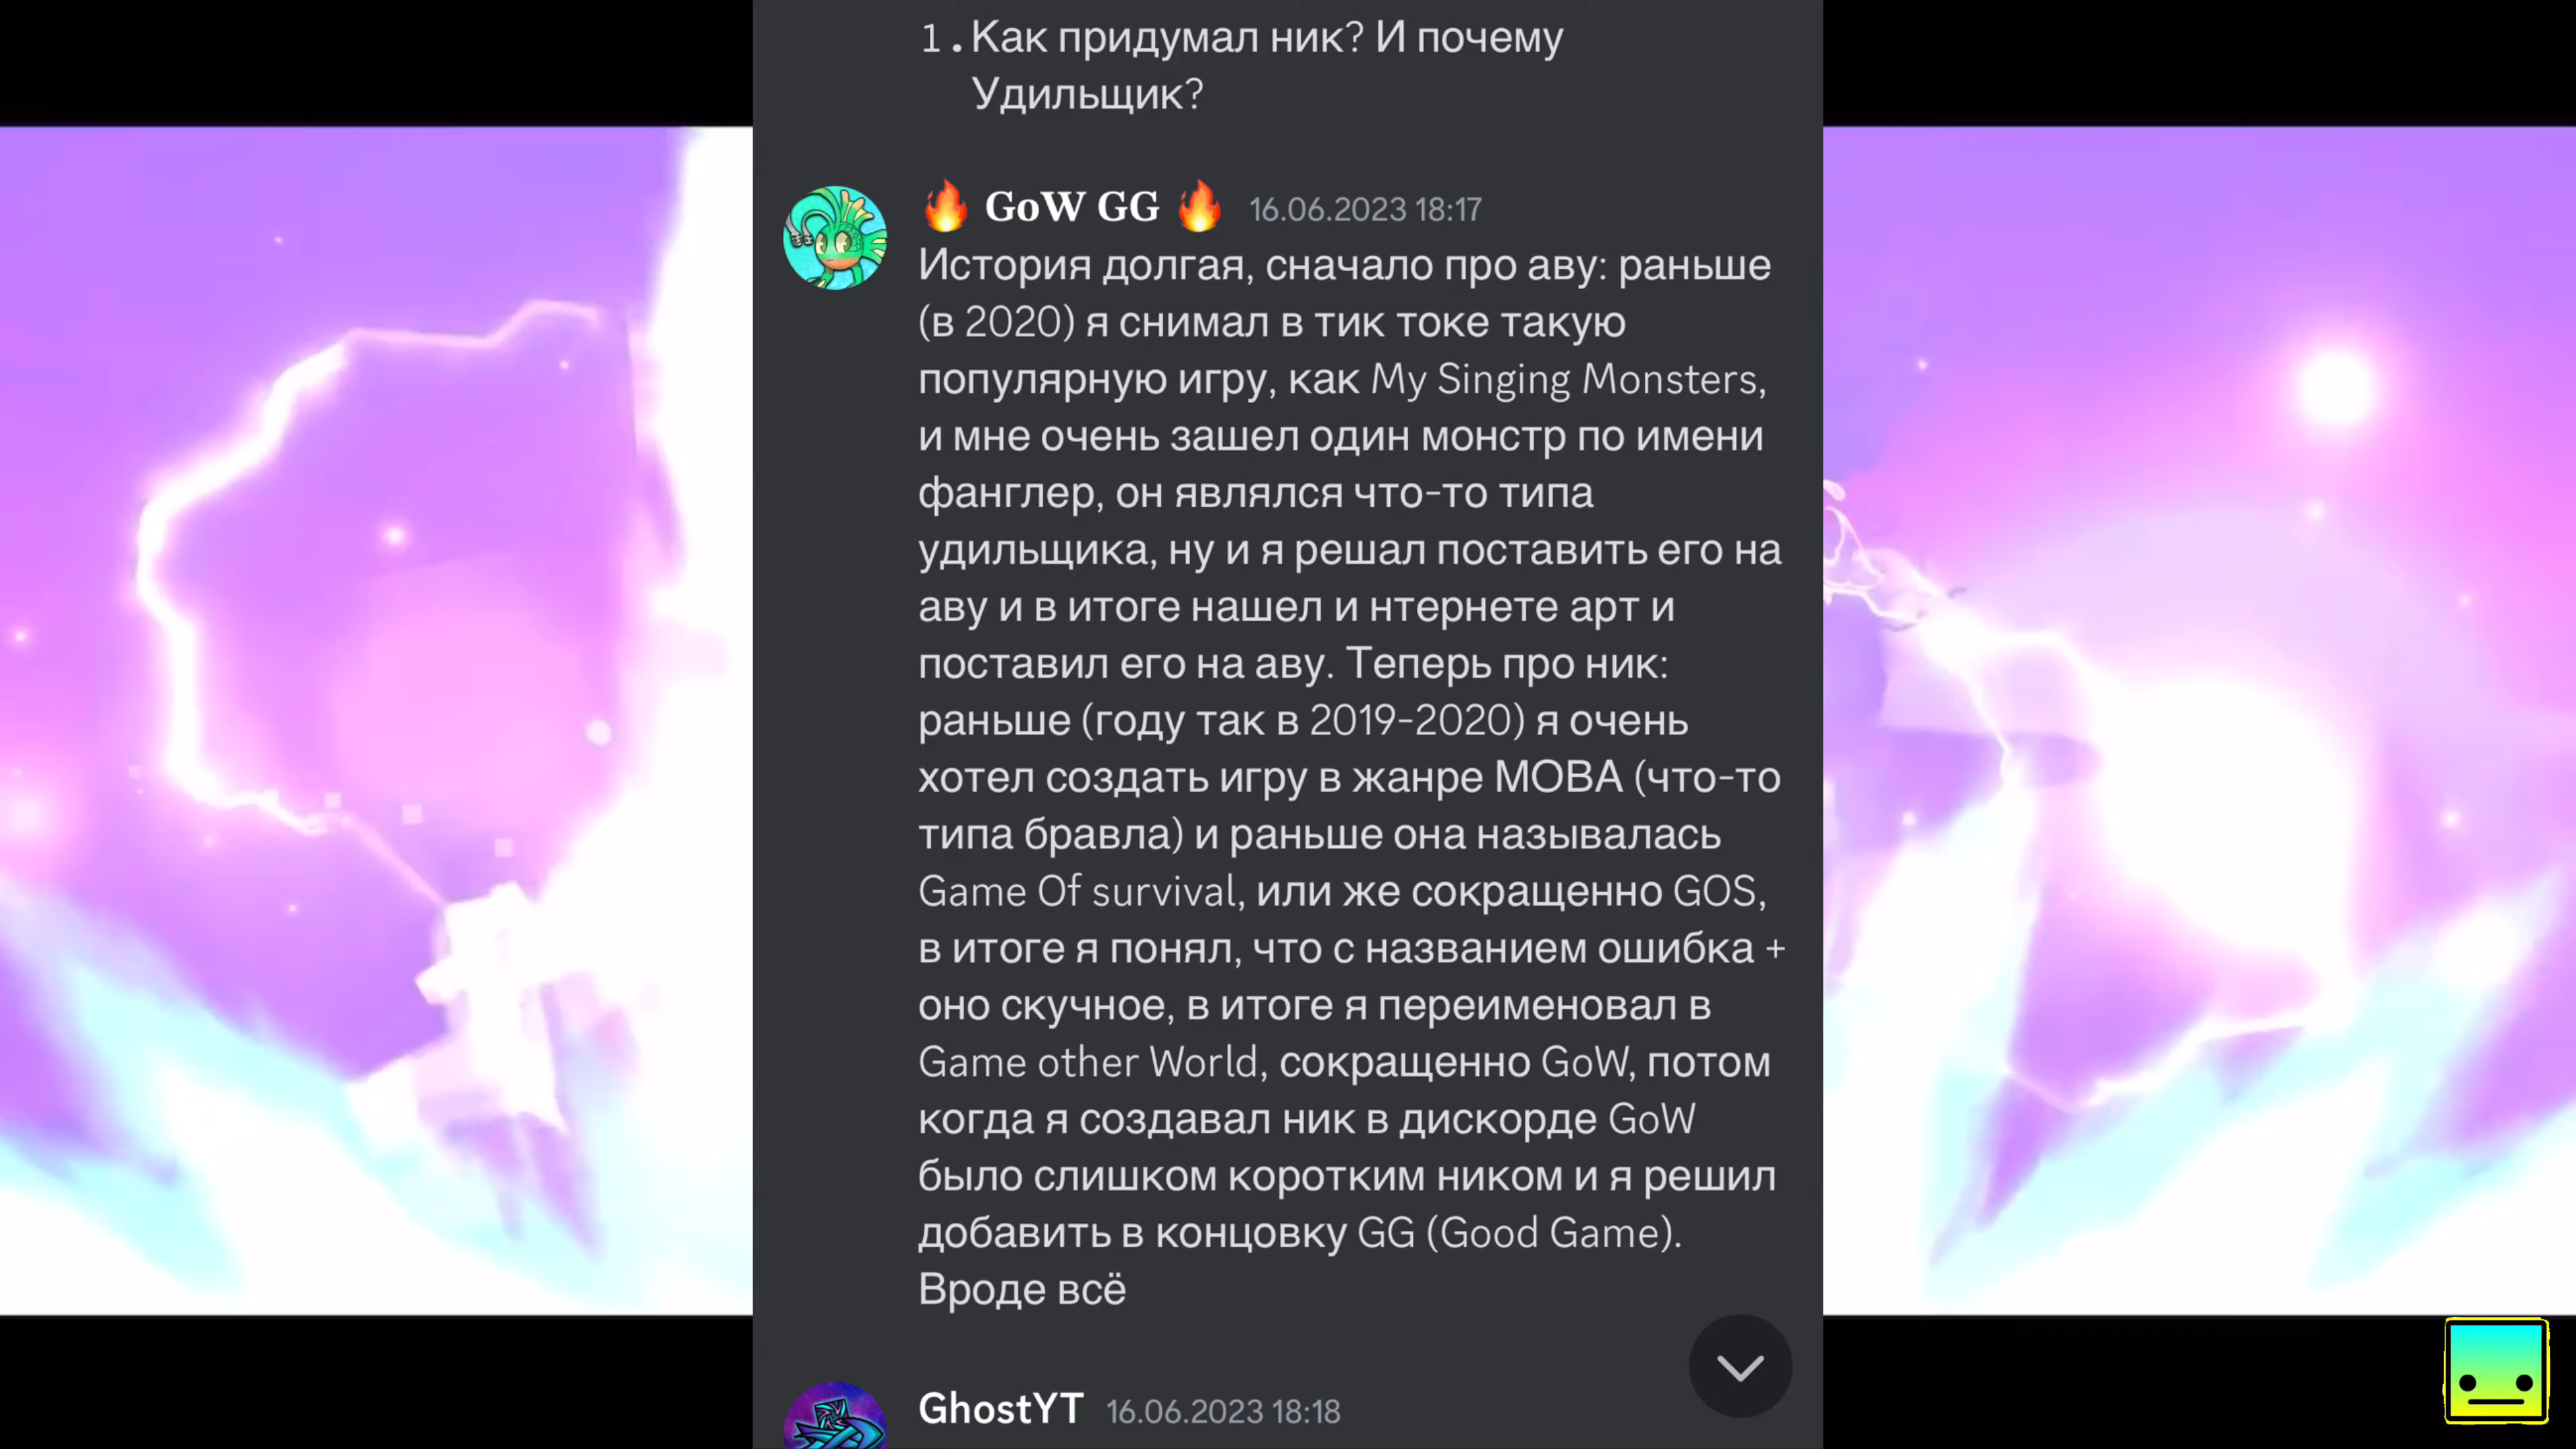 1. Как придумал ник? И почему
Удильщик?
🔥 GoW GG 🔥 16.06.2023 18:17
История долгая, сначало про аву: раньше
(в 2020) я снимал в тик токе такую
популярную игру, как My Singing Monsters,
и мне очень зашел один монстр по имени
фанглер, он являлся что-то типа
удильщика, ну и я решал поставить его на
аву и в итоге нашел и нтернете арт и
поставил его на аву. Теперь про ник:
раньше (году так в 2019-2020) я очень
хотел создать игру в жанре MOBA (что-то
типа бравла) и раньше она называлась
Game Of survival, или же сокращенно GOS,
в итоге я понял, что с названием ошибка +
оно скучное, в итоге я переименовал в
Game other World, сокращенно GoW, потом
когда я создавал ник в дискорде GoW
было слишком коротким ником и я решил
добавить в концовку GG (Good Game).
Вроде всё
GhostYT 16.06.2023 18:18